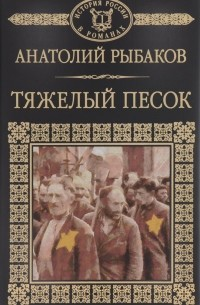 ИСТОРИЯ РОССИИ
В РОМАНАХ
АНАТОЛИЙ РЫБАКОВ
ТЯЖЕЛЫЙ ПЕСОК